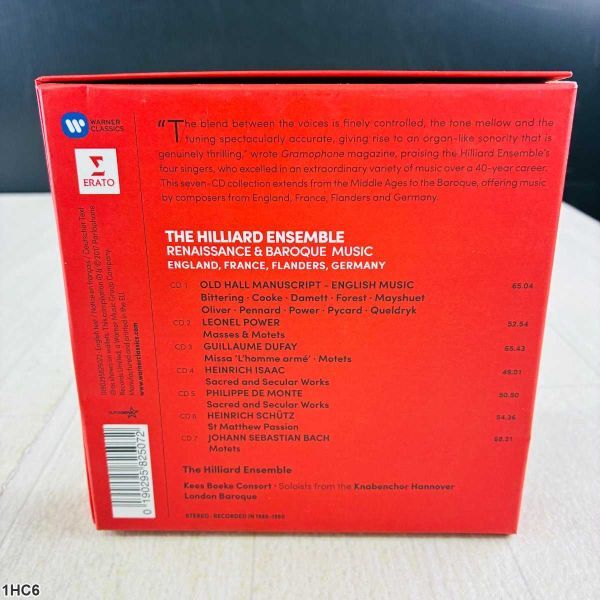 WARNER
CLASSICS
ERATO
"The blend between the voices is finely controlled, the tone mellow and the
tuning spectacularly accurate, giving rise to an organ-like sonority that is
genuinely thrilling," wrote Gramophone magazine, praising the Hilliard Ensemble's
four singers, who excelled in an extraordinary variety of music over a 40-year career.
This seven-CD collection extends from the Middle Ages to the Baroque, offering music
by composers from England, France, Flanders and Germany.
THE HILLIARD ENSEMBLE
RENAISSANCE & BAROQUE MUSIC
ENGLAND, FRANCE, FLANDERS, GERMANY
CD 1 OLD HALL MANUSCRIPT - ENGLISH MUSIC 65.04
Bittering · Cooke · Damett · Forest · Mayshuet
Oliver · Pennard · Power · Pycard · Queldryk
CD 2 LEONEL POWER 52.54
Masses & Motets
CD 3 GUILLAUME DUFAY 65.43
Missa 'L'homme armé' · Motets
CD 4 HEINRICH ISAAC 49.01
Sacred and Secular Works
CD 5 PHILIPPE DE MONTE 50.50
Sacred and Secular Works
CD 6 HEINRICH SCHÜTZ 54.36
St Matthew Passion
CD 7 JOHANN SEBASTIAN BACH 68.21
Motets
The Hilliard Ensemble
Kees Boeke Consort · Soloists from the Knabenchor Hannover
London Baroque
STEREO · RECORDED IN
www.warnerclassics.com
0 190295 825072
1HC6